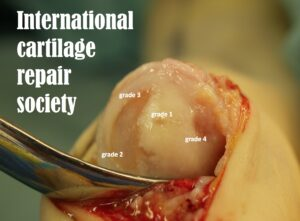 International
cartilage
repair
society
grade 3
grade 1
grade 4
grade 2